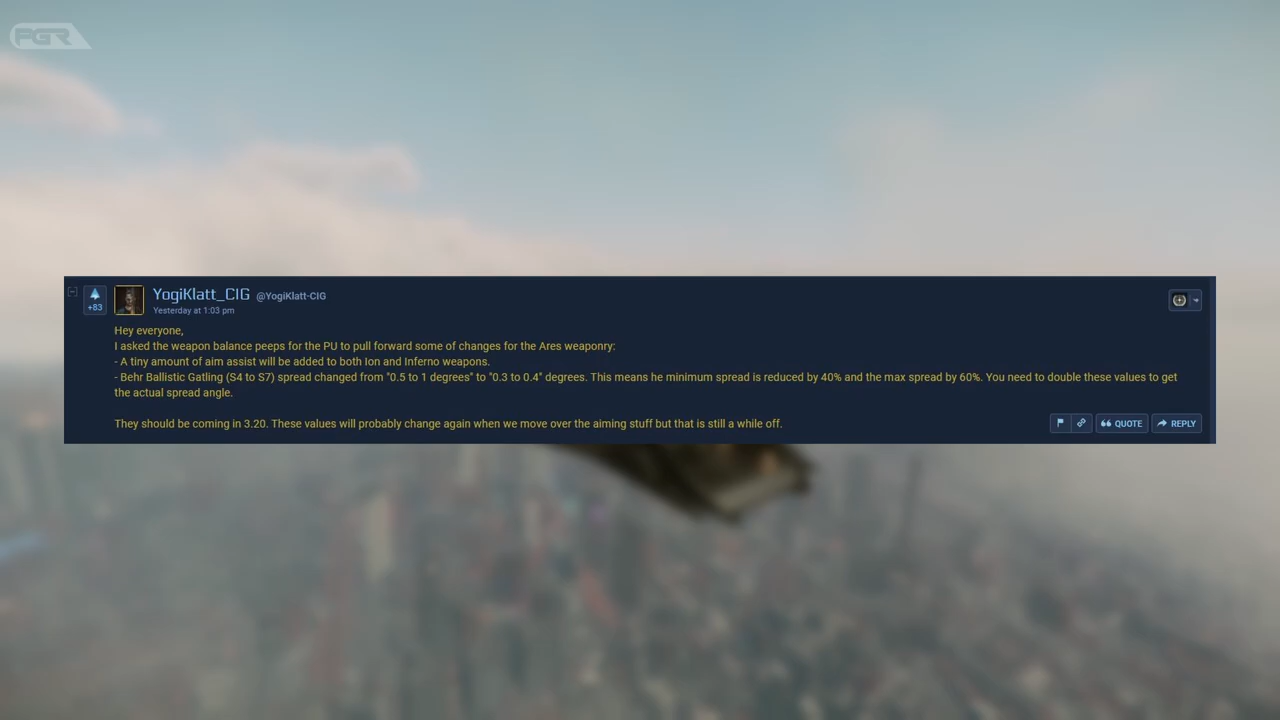 FGR
YogiKlatt_CIG @YogiKlatt-CIG
+83
Yesterday at 1:03 pm
Hey everyone,
I asked the weapon balance peeps for the PU to pull forward some of changes for the Ares weaponry:
- A tiny amount of aim assist will be added to both Ion and Inferno weapons.
- Behr Ballistic Gatling (S4 to S7) spread changed from "0.5 to 1 degrees" to "0.3 to 0.4" degrees. This means he minimum spread is reduced by 40% and the max spread by 60%. You need to double these values to get
the actual spread angle.
They should be coming in 3.20. These values will probably change again when we move over the aiming stuff but that is still a while off.
QUOTE
REPLY